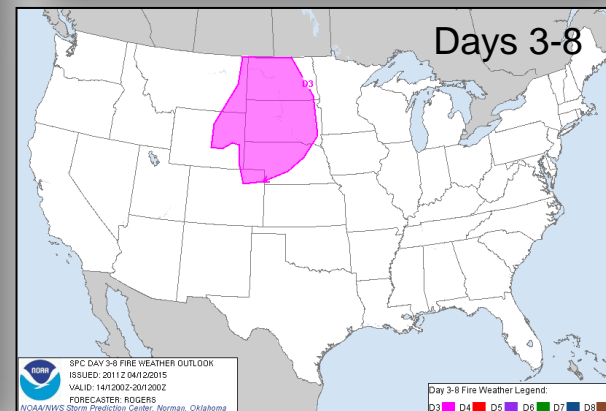 Days 3-8
D3
NOAA
SPC DAY 3-8 FIRE WEATHER OUTLOOK
ISSUED: 2011Z 04/12/2015
VALID: 14/1200Z-20/1200Z
FORECASTER: ROGERS
NOAA/NWS Storm Prediction Center, Norman, Oklahoma
Day 3-8 Fire Weather Legend:
D3 D4 D5 D6 D7 D8